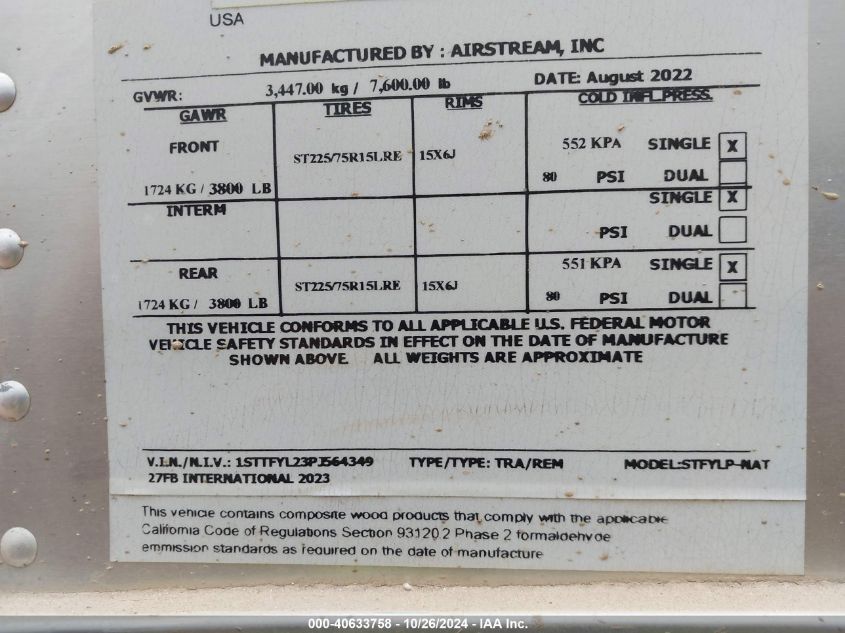 USA
MANUFACTURED BY : AIRSTREAM, INC
GVWR: 3,447.00 kg / 7,600.00 lb DATE: August 2022
GAWR TIRES RIMS COLD INFL.PRESS.
FRONT ST225/75R15LRE 15X6J 552 KPA SINGLE X
1724 KG / 3800 LB 80 PSI DUAL
INTERM SINGLE X
PSI DUAL
REAR ST225/75R15LRE 15X6J 551 KPA SINGLE X
1724 KG / 3800 LB 80 PSI DUAL
THIS VEHICLE CONFORMS TO ALL APPLICABLE U.S. FEDERAL MOTOR
VEHICLE SAFETY STANDARDS IN EFFECT ON THE DATE OF MANUFACTURE
SHOWN ABOVE. ALL WEIGHTS ARE APPROXIMATE
V.I.N./N.I.V.: 1STTFYL23PJ564349 TYPE/TYPE: TRA/REM MODEL:STFYLP-NAT
27FB INTERNATIONAL 2023
This vehicle contains composite wood products that comply with the applicable
California Code of Regulations Section 93120.2 Phase 2 formaldehyde
emmission standards as required on the date of manufacture
000-40633758 - 10/26/2024 - IAA Inc.